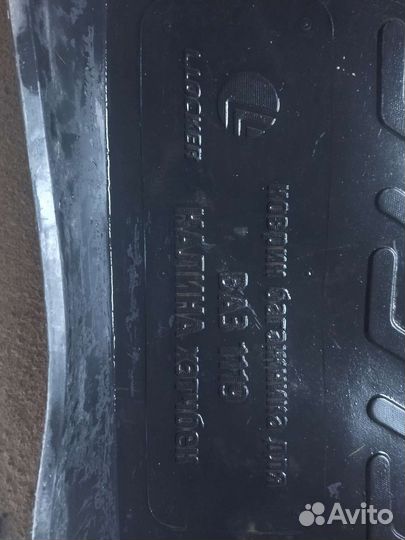 L.LOCKER
коврик багажника для
ВАЗ 1119
КАЛИНА хэтчбек
Avito